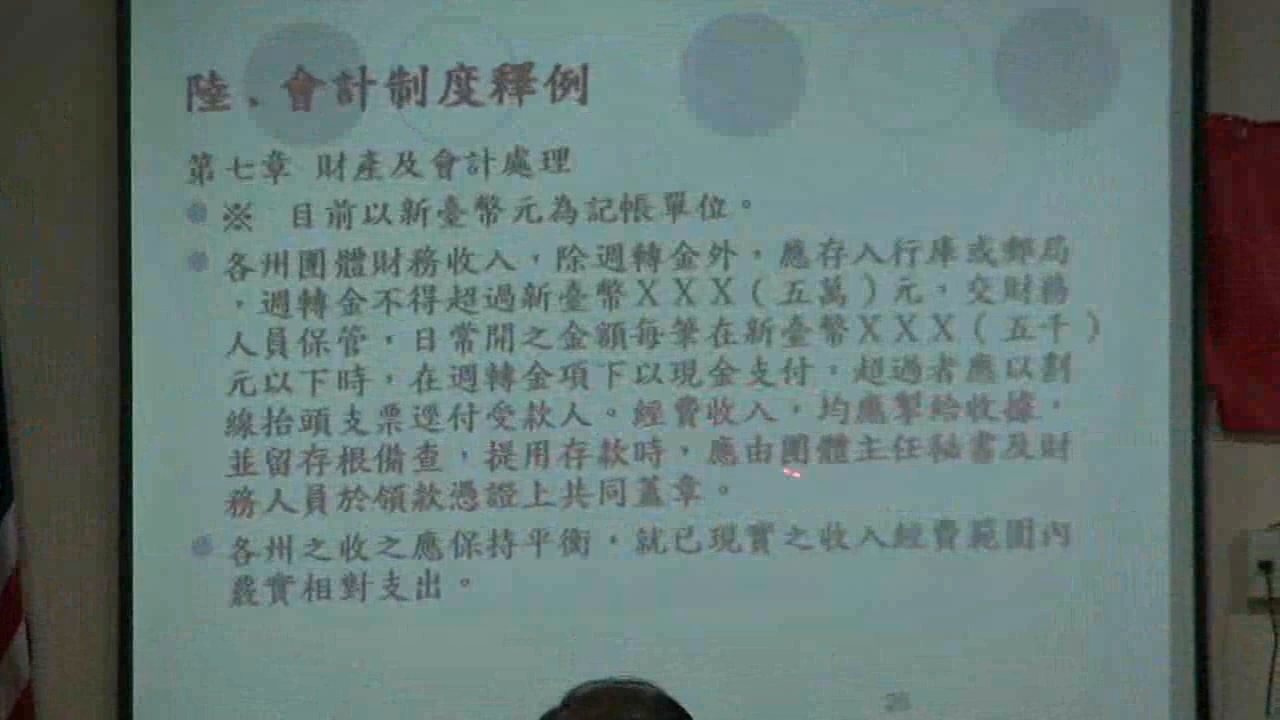 陸、會計制度釋例
第七章 財產及會計處理
※ 目前以新臺幣元為記帳單位。
各州團體財務收入,除週轉金外,應存入行庫或郵局
,週轉金不得超過新臺幣XXX(五萬)元,交財務
人員保管,日常開之金額每筆在新臺幣XXX(五千)
元以下時,在週轉金項下以現金支付,超過者應以劃
線抬頭支票逕付受款人。經費收入,均應掣給收據,
並留存根備查,提用存款時,應由團體主任秘書及財
務人員於領款憑證上共同蓋章。
各州之收之應保持平衡,就已現實之收入經費範圍內
覈實相對支出。